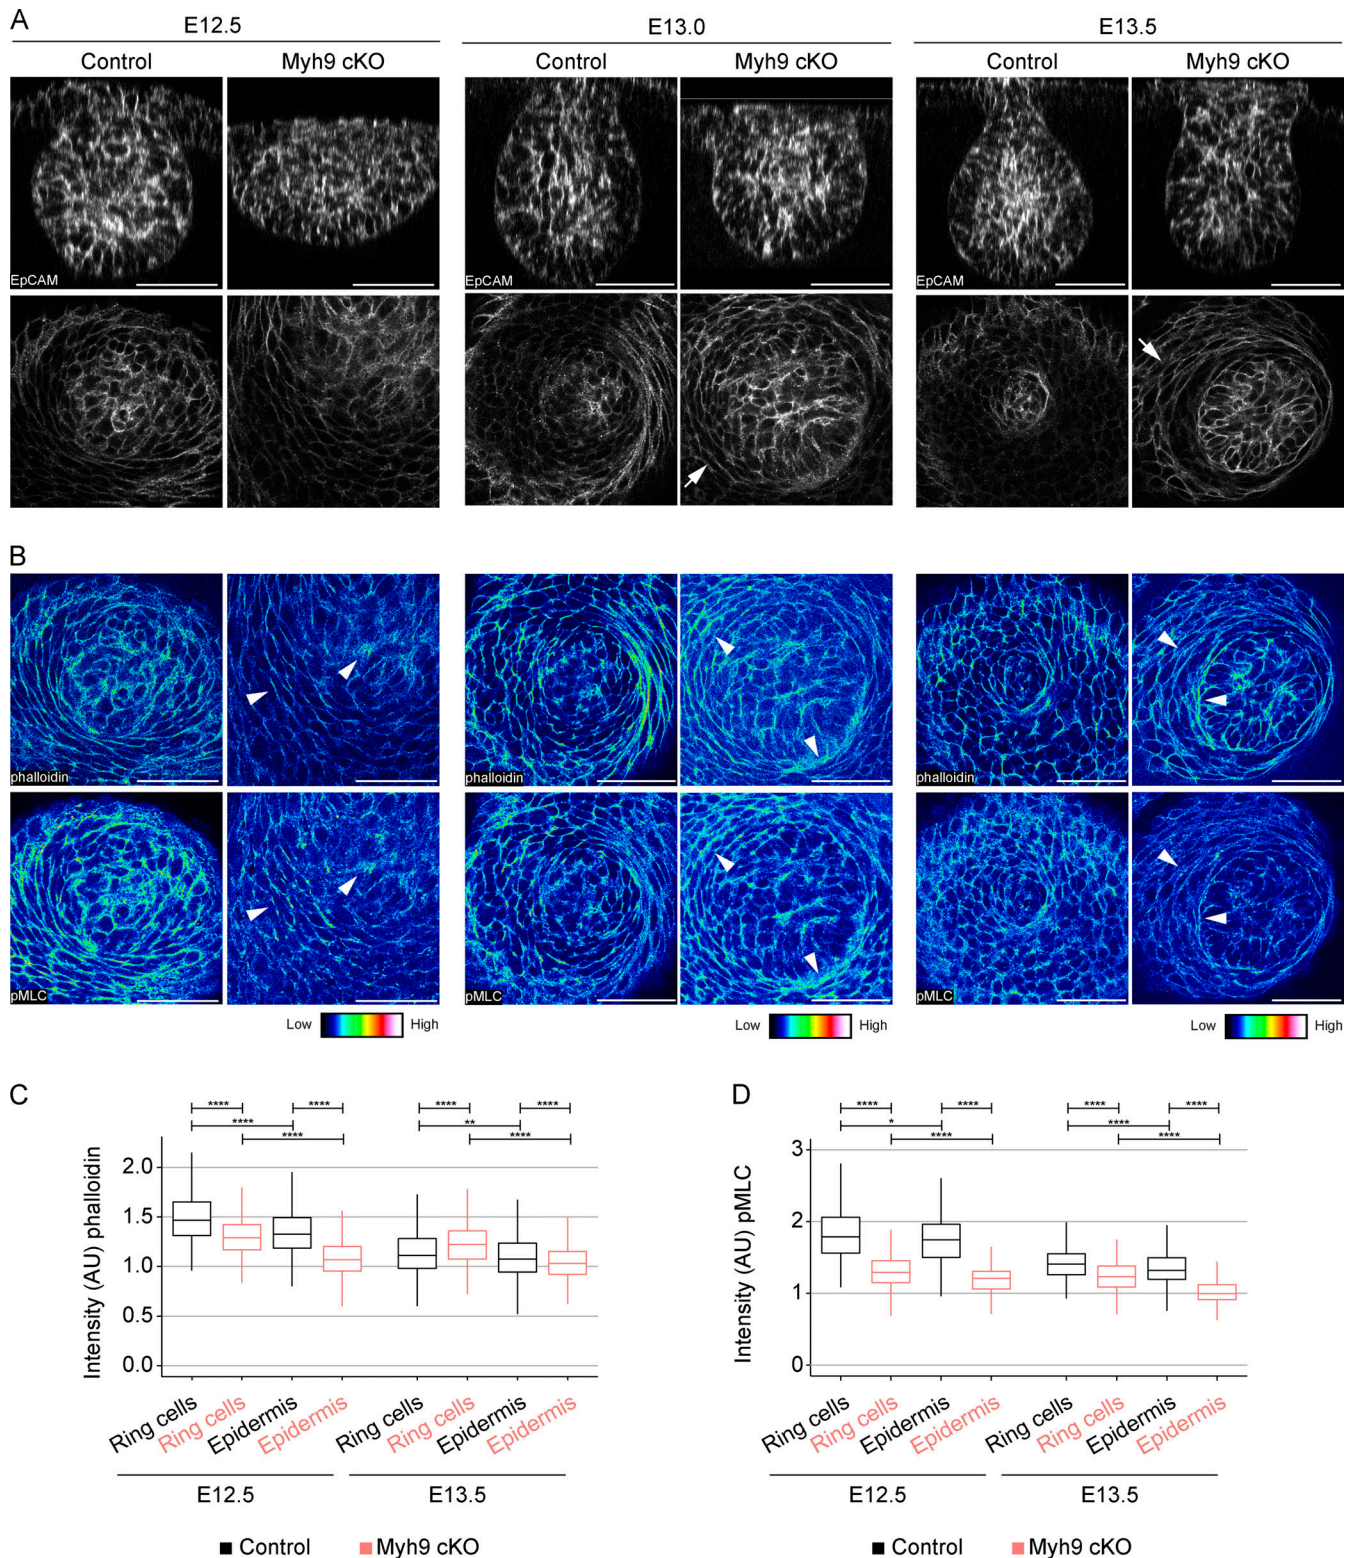 A
E12.5 E13.0 E13.5
Control Myh9 cKO Control Myh9 cKO Control Myh9 cKO
EpCAM EpCAM EpCAM
B
phalloidin phalloidin phalloidin
pMLC pMLC pMLC
Low High Low High Low High
C
**** **** **** ****
**** ** 
**** ****
Intensity (AU) phalloidin
2.0
1.5
1.0
0.5
0.0
Ring cells Ring cells Epidermis Epidermis Ring cells Ring cells Epidermis Epidermis
E12.5 E13.5
Control Myh9 cKO
D
**** **** **** ****
* ****
**** ****
Intensity (AU) pMLC
3
2
1
0
Ring cells Ring cells Epidermis Epidermis Ring cells Ring cells Epidermis Epidermis
E12.5 E13.5
Control Myh9 cKO